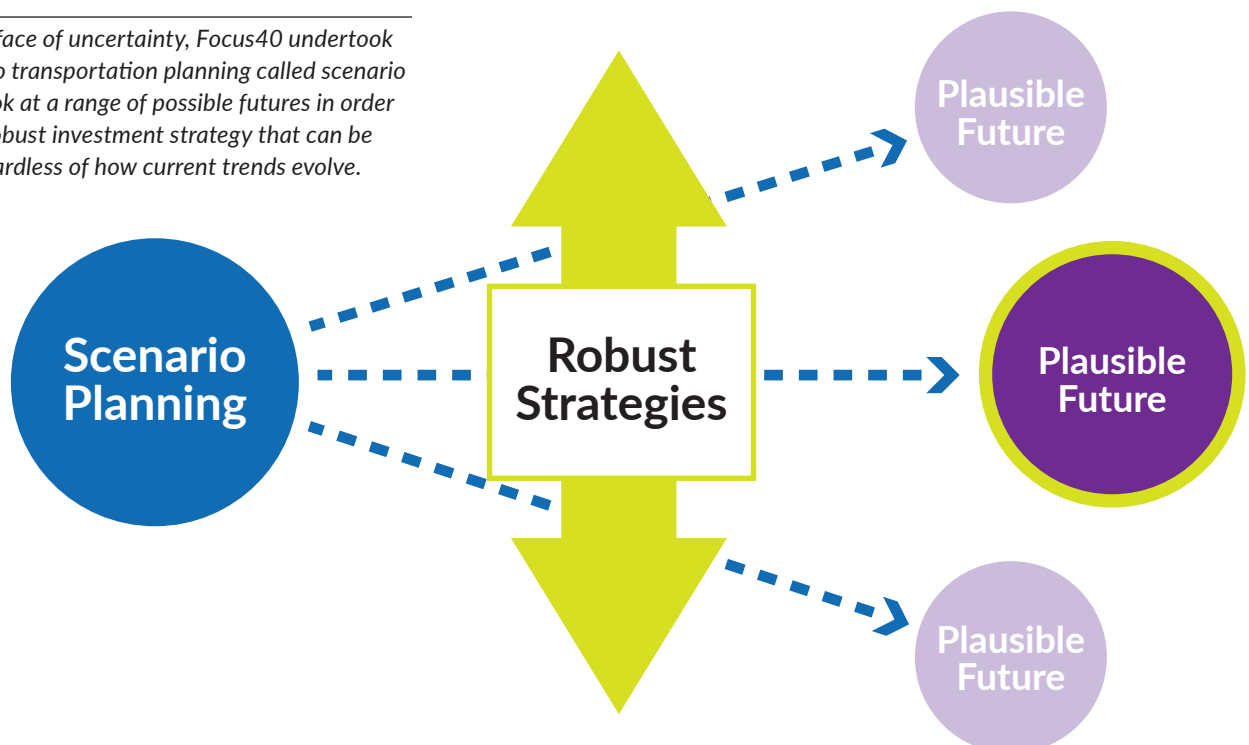 face of uncertainty, Focus40 undertook
o transportation planning called scenario
ok at a range of possible futures in order
obust investment strategy that can be
ardless of how current trends evolve.
Plausible
Future
Scenario
Planning
Robust
Strategies
Plausible
Future
Plausible
Future